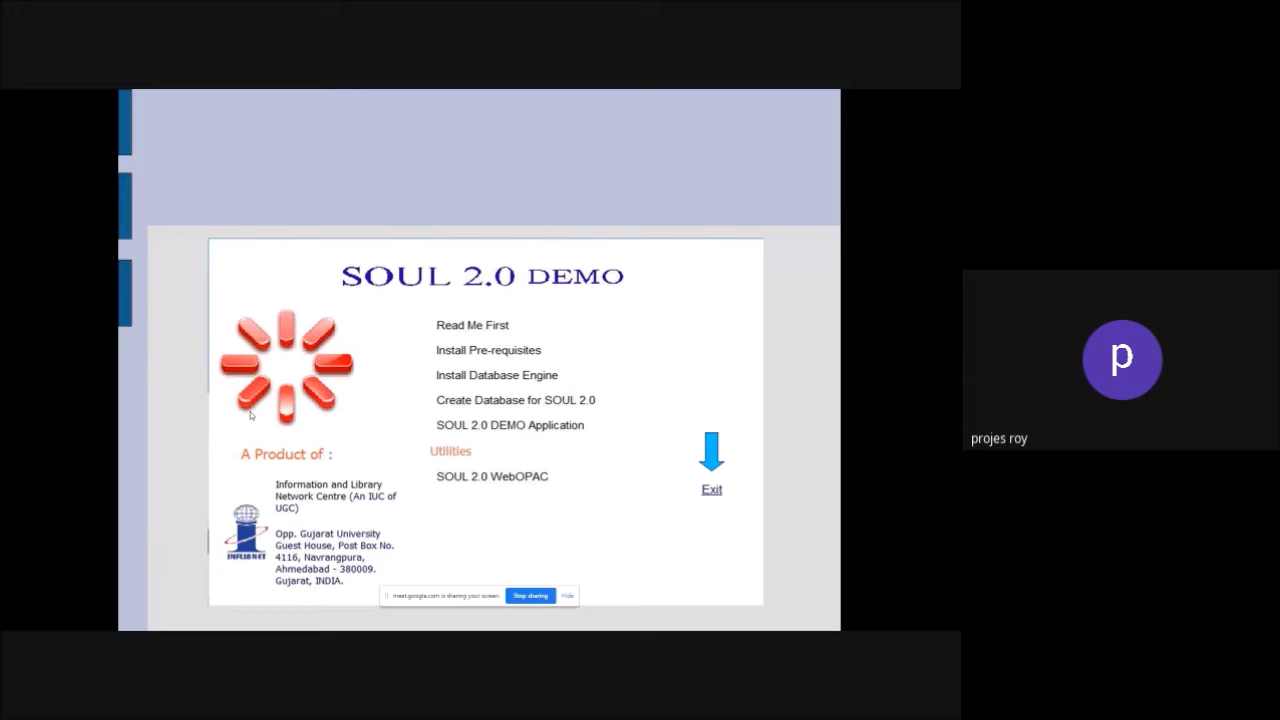 SOUL 2.0 DEMO
Read Me First
Install Pre-requisites
Install Database Engine
Create Database for SOUL 2.0
SOUL 2.0 DEMO Application
Utilities
SOUL 2.0 WebOPAC
Exit
A Product of :
Information and Library
Network Centre (An IUC of
UGC)
Opp. Gujarat University
Guest House, Post Box No.
4116, Navrangpura,
Ahmedabad - 380009.
Gujarat, INDIA.
INFLIBNET
meet.google.com is sharing your screen.
Stop sharing
Hide
p
projes roy